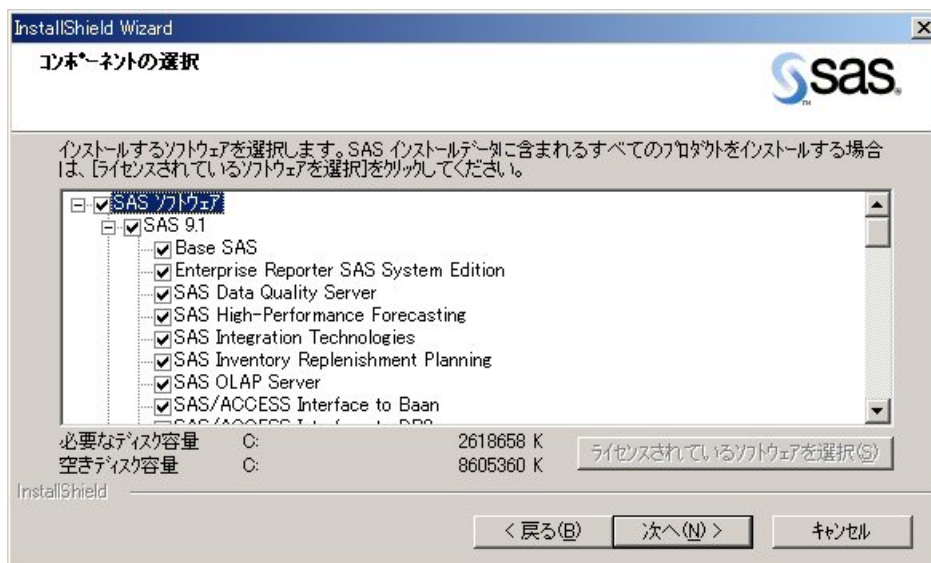 InstallShield Wizard
コンポーネントの選択
sas.
TM
インストールするソフトウェアを選択します。SAS インストールデータに含まれるすべてのプロダクトをインストールする場合
は、[ライセンスされているソフトウェアを選択]をクリックしてください。
SAS ソフトウェア
SAS 9.1
Base SAS
Enterprise Reporter SAS System Edition
SAS Data Quality Server
SAS High-Performance Forecasting
SAS Integration Technologies
SAS Inventory Replenishment Planning
SAS OLAP Server
SAS/ACCESS Interface to Baan
必要なディスク容量 C: 2618658 K
空きディスク容量 C: 8605360 K
ライセンスされているソフトウェアを選択(S)
InstallShield
< 戻る(B)
次へ(N) >
キャンセル